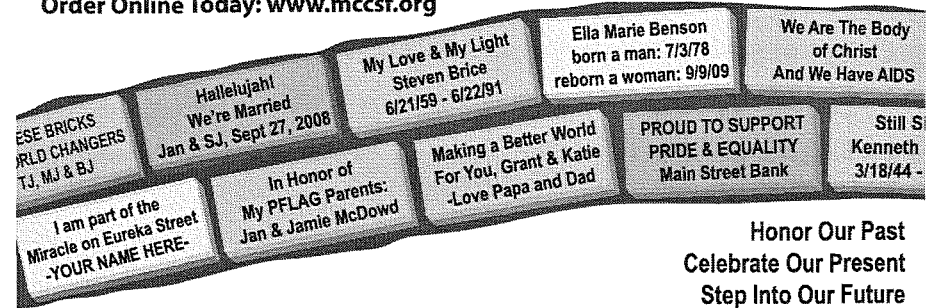 Order Online Today: www.mccsf.org
ESE BRICKS
RLD CHANGERS
TJ, MJ & BJ
Hallelujah!
We're Married
Jan & SJ, Sept 27, 2008
My Love & My Light
Steven Brice
6/21/59 - 6/22/91
Ella Marie Benson
born a man: 7/3/78
reborn a woman: 9/9/09
We Are The Body
of Christ
And We Have AIDS
I am part of the
Miracle on Eureka Street
-YOUR NAME HERE-
In Honor of
My PFLAG Parents:
Jan & Jamie McDowd
Making a Better World
For You, Grant & Katie
-Love Papa and Dad
PROUD TO SUPPORT
PRIDE & EQUALITY
Main Street Bank
Still Si
Kenneth
3/18/44 -
Honor Our Past
Celebrate Our Present
Step Into Our Future